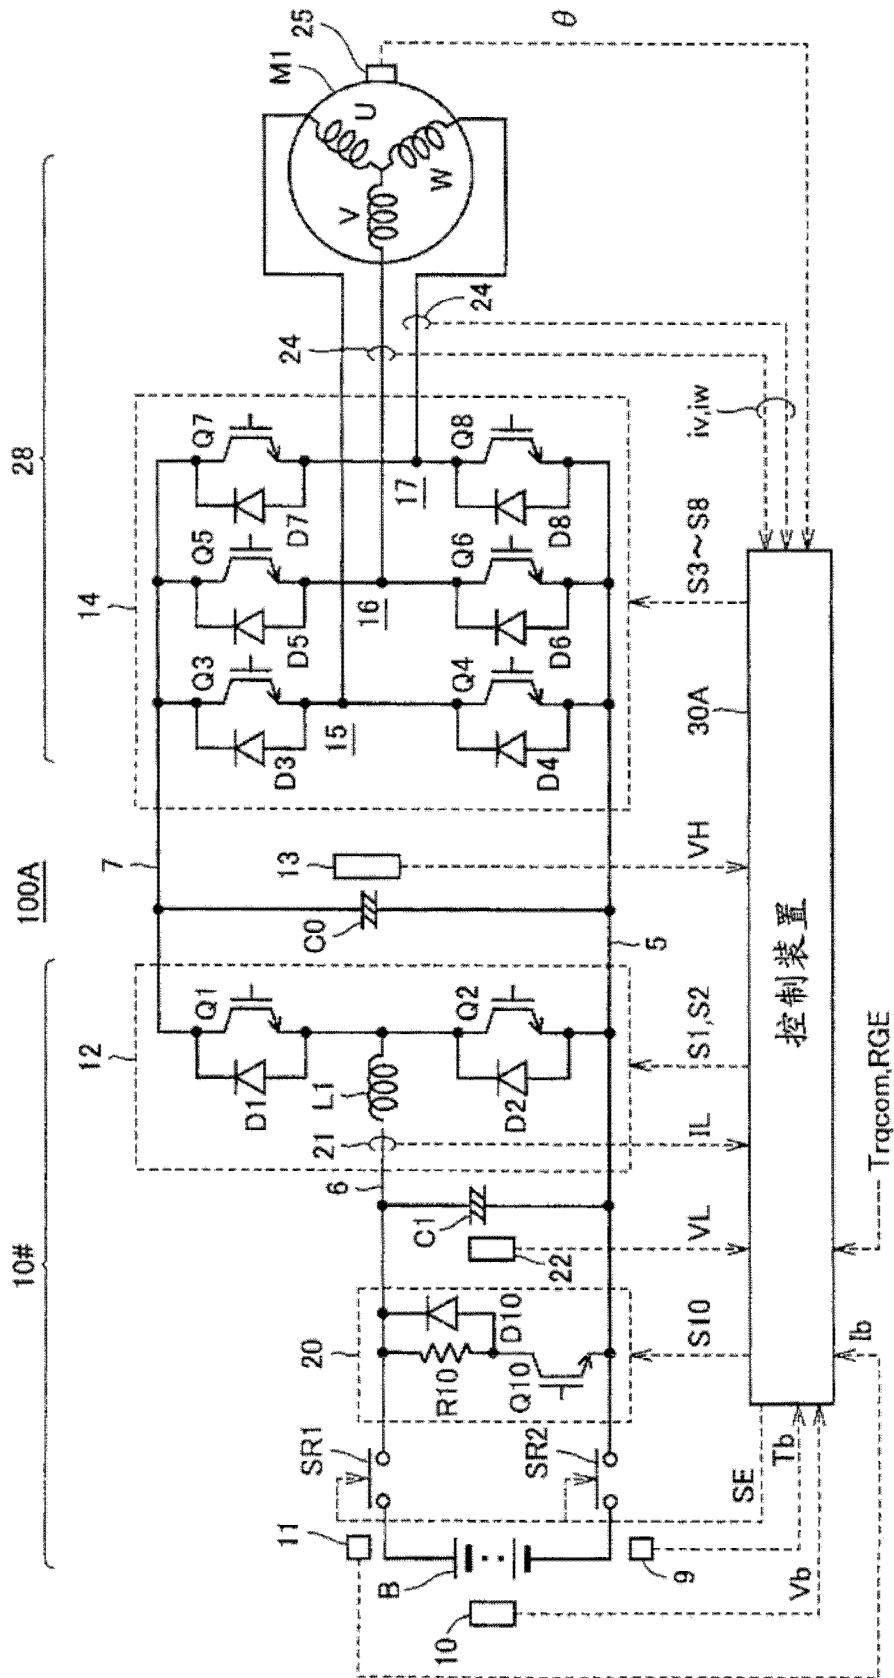 100A
10#
28
12
7
14
M1
25
θ
U
V
W
11
SR1
20
6
21
L1
Q1
D1
C0
13
Q3
D3
Q5
D5
Q7
D7
15
16
17
24
24
B
10
9
SR2
R10
D10
Q10
22
C1
Q2
D2
5
Q4
D4
Q6
D6
Q8
D8
Vb
Tb
SE
Ib
S10
VL
IL
S1,S2
VH
30A
S3～S8
iv,iw
控制装置
Trqcom,RGE